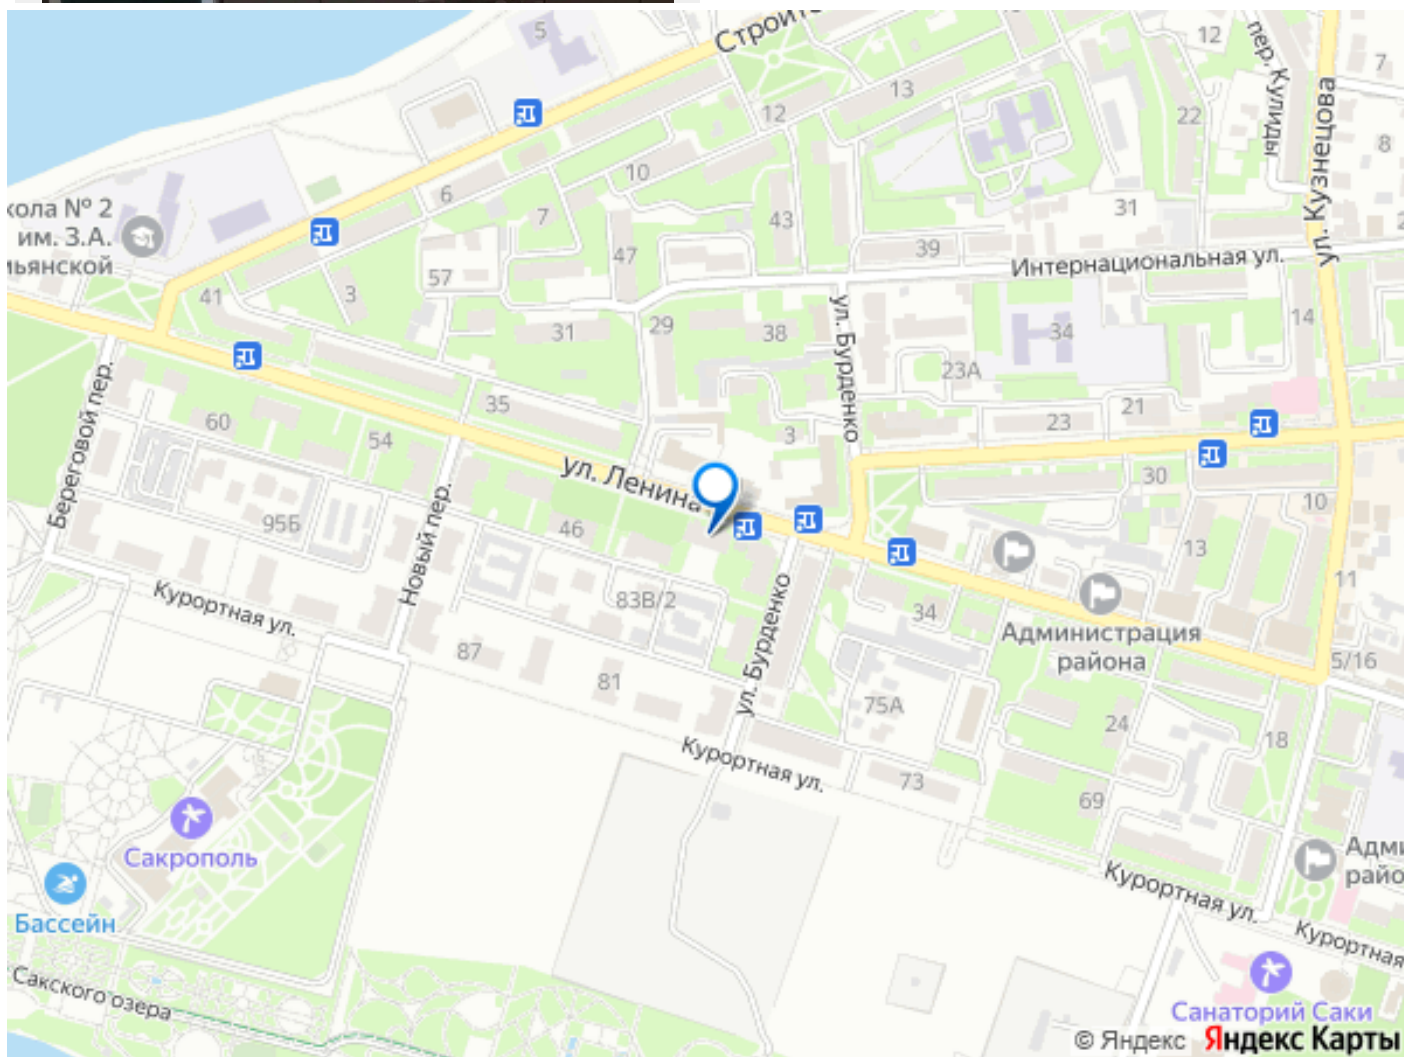 5
Строит
12
пер. Кулиды
7
ул. Кузнецова
13
12
22
8
10
6
кола № 2
им. З.А.
мьянской
7
43
31
39
47
Интернациональная ул.
57
41
3
ул. Бурденко
14
31
29
38
34
23А
Береговой пер.
35
21
60
54
3
23
ул. Ленина
30
Новый пер.
10
95Б
46
13
11
Курортная ул.
83В/2
ул. Бурденко
34
Администрация
района
5/16
87
81
75А
24
18
Курортная ул.
73
69
Сакрополь
Адми
райо
Курортная ул.
Бассейн
Курортная
Сакского озера
Санаторий Саки
© Яндекс Яндекс Карты